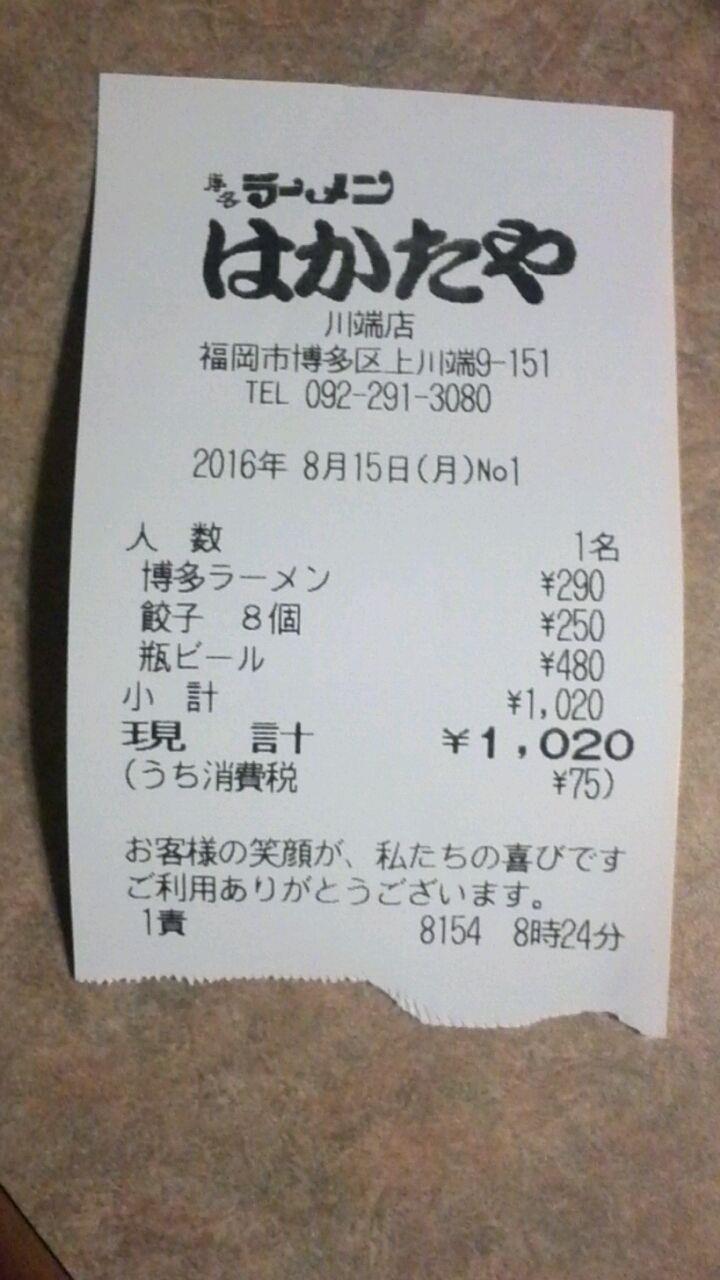 博多 ラーメン
はかたや
川端店
福岡市博多区上川端9-151
TEL 092-291-3080
2016年 8月15日(月)No1
人 数 1名
博多ラーメン ¥290
餃子 8個 ¥250
瓶ビール ¥480
小 計 ¥1,020
現 計 ¥1,020
(うち消費税 ¥75)
お客様の笑顔が、私たちの喜びです
ご利用ありがとうございます。
1責 8154 8時24分